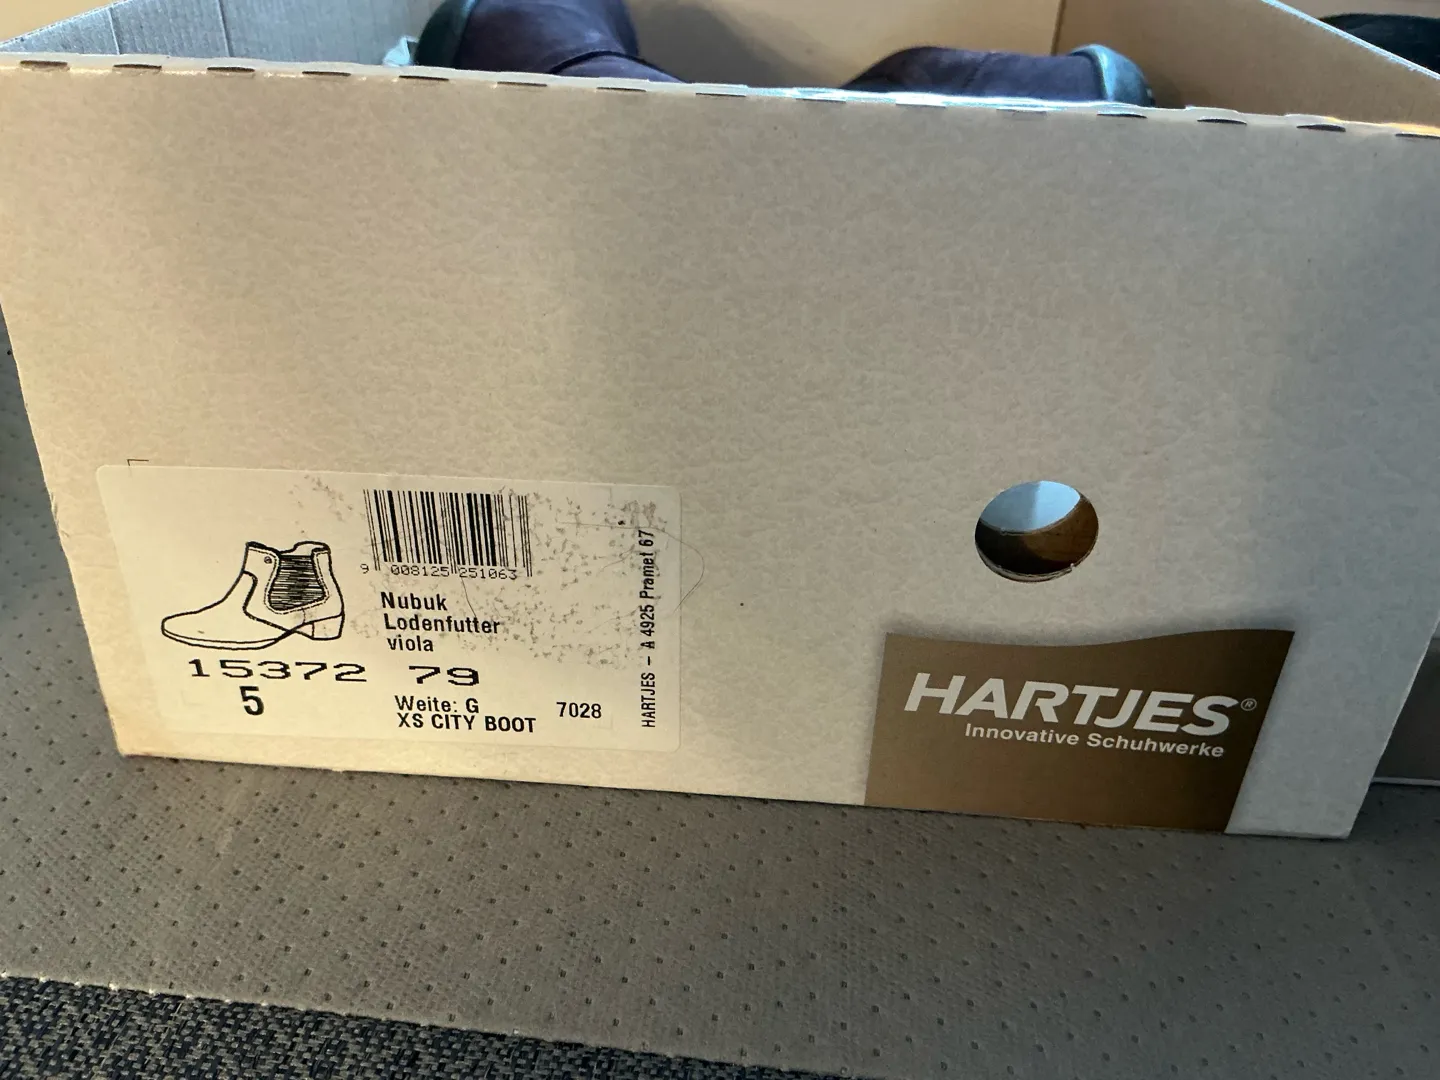 9 008125 251063
Nubuk
Lodenfutter
viola
15372 79
5
Weite: G
XS CITY BOOT
7028
HARTJES - A 4925 Pramet 67
HARTJES®
Innovative Schuhwerke